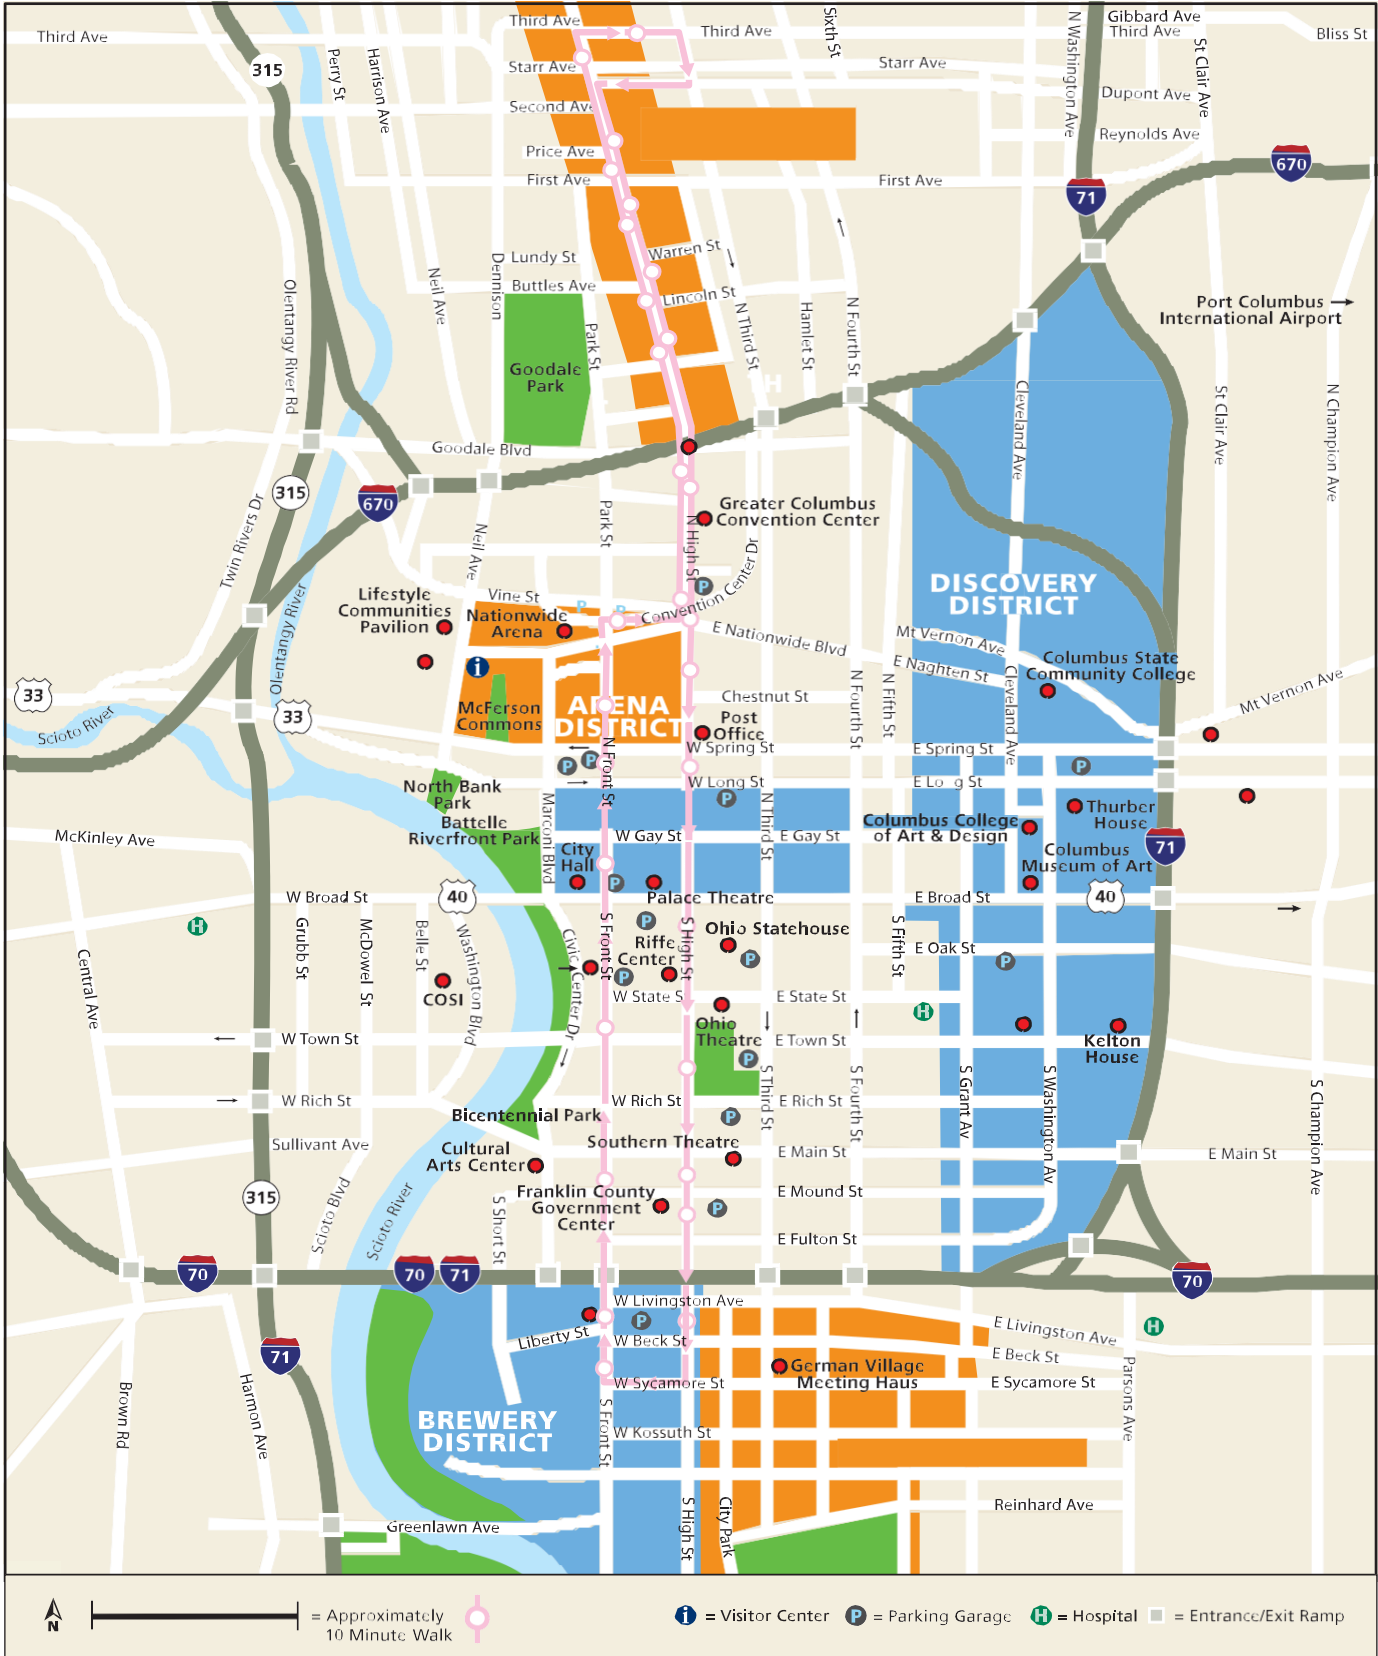 Third Ave
Third Ave
Third Ave
Gibbard Ave
Third Ave
Bliss St
Sixth St
N Washington Ave
St Clair Ave
Perry St
Harrison Ave
315
Starr Ave
Starr Ave
Second Ave
Dupont Ave
Reynolds Ave
Price Ave
First Ave
First Ave
670
71
Lundy St
Warren St
Dennison
Buttles Ave
Lincoln St
Neil Ave
Olentangy River Rd
Park St
N Third St
Hamlet St
N Fourth St
Port Columbus
International Airport
Goodale
Park
H
Cleveland Ave
St Clair Ave
N Champion Ave
Goodale Blvd
315
670
Twin Rivers Dr
Neil Ave
Park St
N High St
Greater Columbus
Convention Center
Convention Center Dr
P
DISCOVERY
DISTRICT
Lifestyle
Communities
Pavilion
Vine St
P
P
Nationwide
Arena
Olentangy River
E Nationwide Blvd
Mt Vernon Ave
E Naghten St
Cleveland Ave
Columbus State
Community College
Mt Vernon Ave
i
33
33
Scioto River
McFerson
Commons
ARENA
DISTRICT
Chestnut St
Post
Office
N Fourth St
N Fifth St
W Spring St
E Spring St
N Front St
P
P
P
North Bank
Park
W Long St
E Lo g St
P
Battelle
Riverfront Park
Marconi Blvd
N Third St
McKinley Ave
W Gay St
E Gay St
Columbus College
of Art & Design
Thurber
House
71
City
Hall
Columbus
Museum of Art
P
Palace Theatre
W Broad St
40
E Broad St
40
H
Grubb St
McDowel St
Belle St
Washington Blvd
Civic Center Dr
S Front St
P
Riffe
Center
P
S High St
Ohio Statehouse
P
S Fifth St
E Oak St
P
Central Ave
COSI
W State S
E State St
H
Ohio
Theatre
P
W Town St
E Town St
Kelton
House
S Third St
S Fourth St
S Grant Av
S Washington Av
S Champion Ave
W Rich St
W Rich St
E Rich St
P
Bicentennial Park
Sullivant Ave
Cultural
Arts Center
Southern Theatre
E Main St
E Main St
315
Scioto Blvd
Scioto River
S Short St
Franklin County
Government
Center
P
E Mound St
E Fulton St
70
70
71
70
W Livingston Ave
P
E Livingston Ave
H
Liberty St
W Beck St
E Beck St
71
German Village
Meeting Haus
W Sycamore St
E Sycamore St
Brown Rd
Harmon Ave
Parsons Ave
BREWERY
DISTRICT
S Front St
W Kossuth St
S High St
City Park
Reinhard Ave
Greenlawn Ave
N
= Approximately
10 Minute Walk
i = Visitor Center
P = Parking Garage
H = Hospital
= Entrance/Exit Ramp